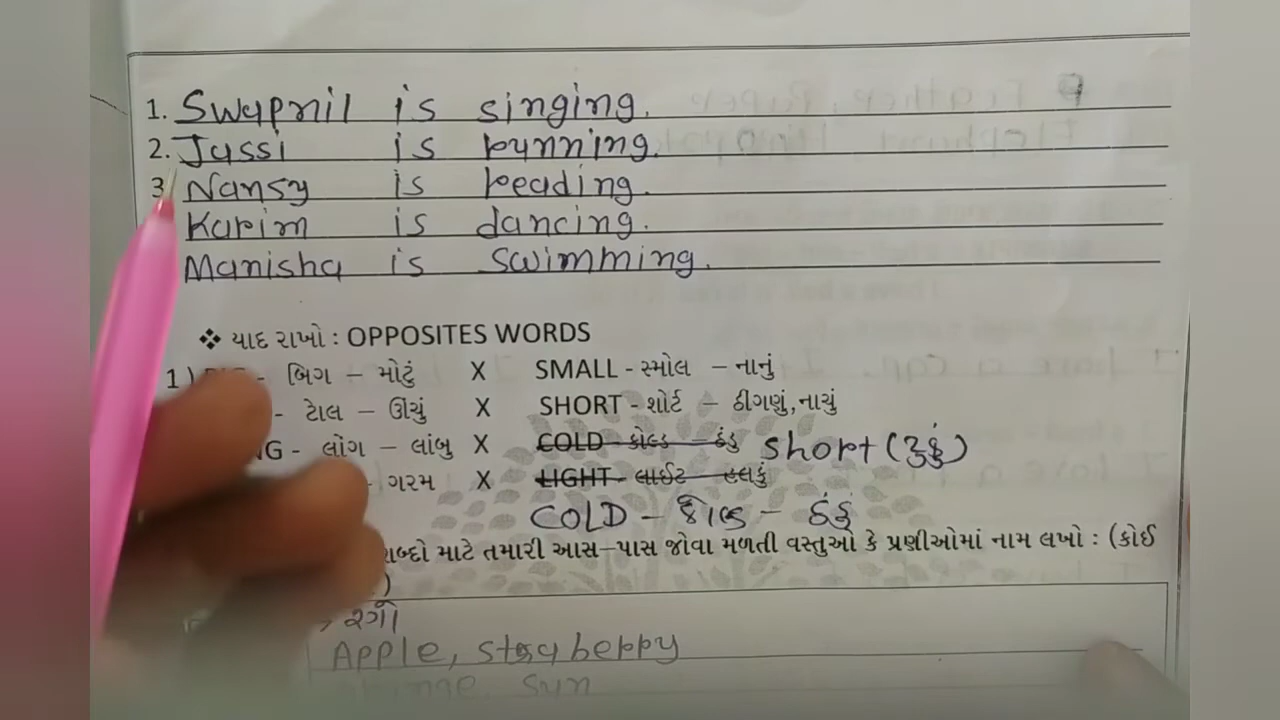 1. Swapnil is singing.
2. Jassi is running.
3 Nansy is reading.
Karim is dancing.
Manisha is swimming.
❖ યાદ રાખો : OPPOSITES WORDS
1) - બિગ – મોટું X SMALL - સ્મોલ – નાનું
- ટોલ – ઊંચું X SHORT - શોર્ટ – ઠીંગણું, નાચું
NG - લોંગ – લાંબુ X COLD - કોલ્ડ - ઠંડુ short (ટુકું)
- ગરમ X LIGHT - લાઈટ - હલકું
COLD – કોલ્ડ – ઠંડું
શબ્દો માટે તમારી આસ–પાસ જોવા મળતી વસ્તુઓ કે પ્રણીઓમાં નામ લખો : (કોઈ
Apple,
sun